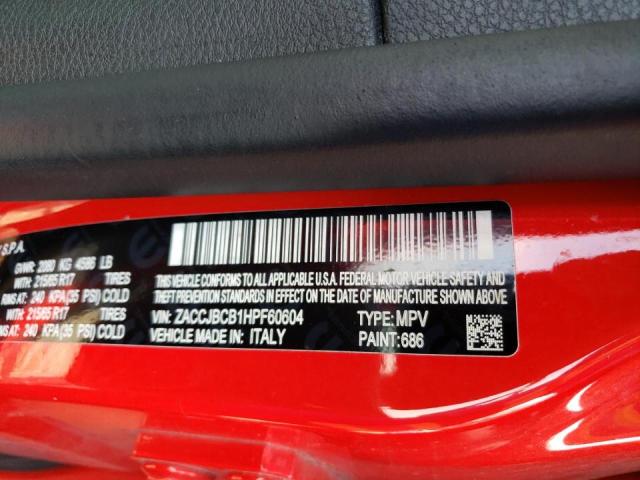 S.P.A.
GVWR: 2080 KG 4586 LB
WITH: 215/65 R17 TIRES
RIMS AT: 240 KPA(35 PSI) COLD
WITH: 215/65 R17 TIRES
RIMS AT: 240 KPA(35 PSI) COLD
THIS VEHICLE CONFORMS TO ALL APPLICABLE U.S.A. FEDERAL MOTOR VEHICLE SAFETY AND
THEFT PREVENTION STANDARDS IN EFFECT ON THE DATE OF MANUFACTURE SHOWN ABOVE.
VIN: ZACCJBCB1HPF60604 TYPE: MPV
VEHICLE MADE IN: ITALY PAINT:686